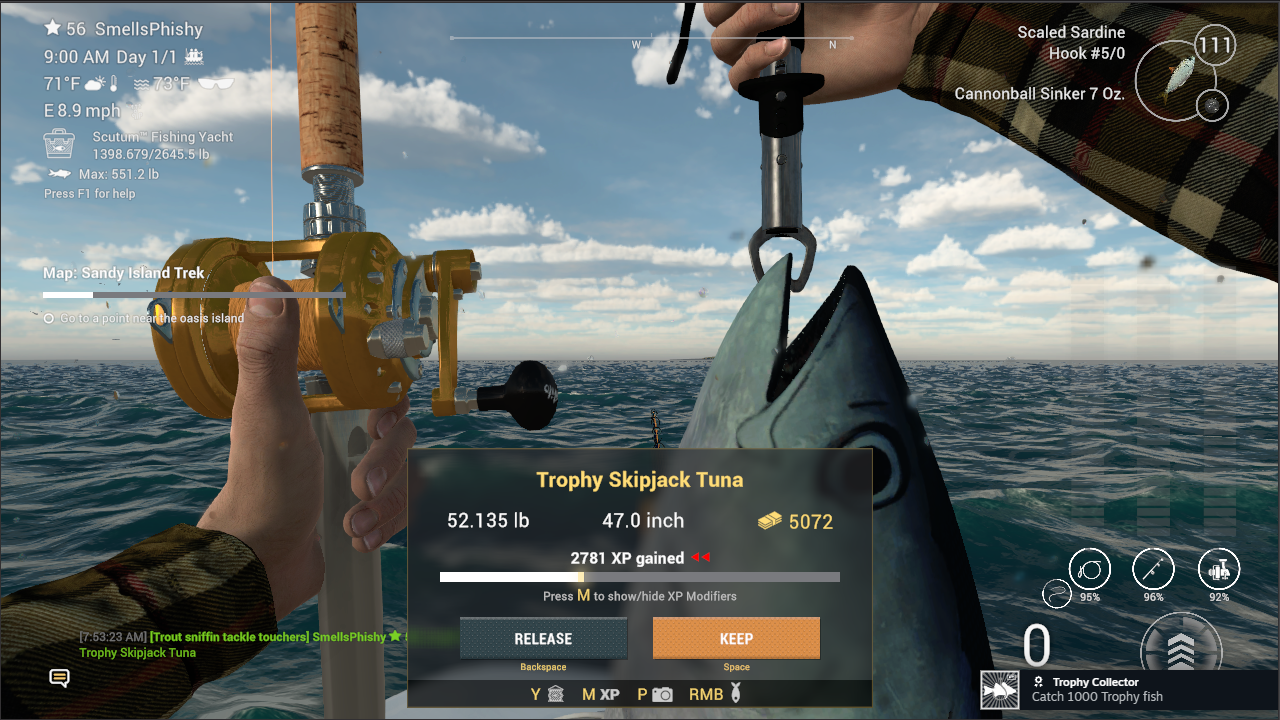 56 SmellsPhishy
9:00 AM Day 1/1
71°F 73°F
E 8.9 mph
Scutum™ Fishing Yacht
1398.679/2645.5 lb
Max: 551.2 lb
Press F1 for help
Map: Sandy Island Trek
Go to a point near the oasis island
W N
Scaled Sardine
Hook #5/0
111
Cannonball Sinker 7 Oz.
Trophy Skipjack Tuna
52.135 lb 47.0 inch 5072
2781 XP gained
Press M to show/hide XP Modifiers
RELEASE KEEP
Backspace Space
Y M XP P RMB
[7:53:23 AM] [Trout sniffin tackle touchers] SmellsPhishy
Trophy Skipjack Tuna
95% 96% 92%
0
Trophy Collector
Catch 1000 Trophy fish